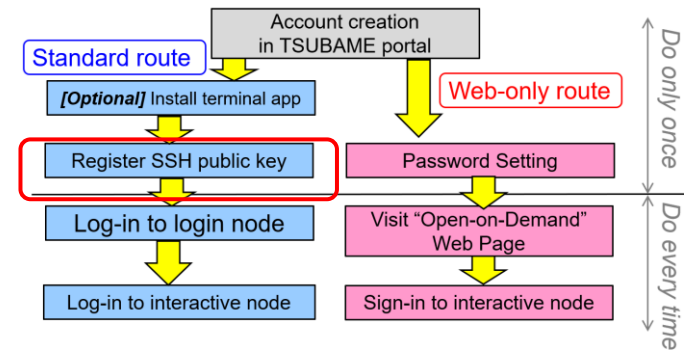 Account creation
in TSUBAME portal
Standard route
Web-only route
[Optional] Install terminal app
Register SSH public key
Password Setting
Do only once
Log-in to login node
Visit “Open-on-Demand”
Web Page
Log-in to interactive node
Sign-in to interactive node
Do every time